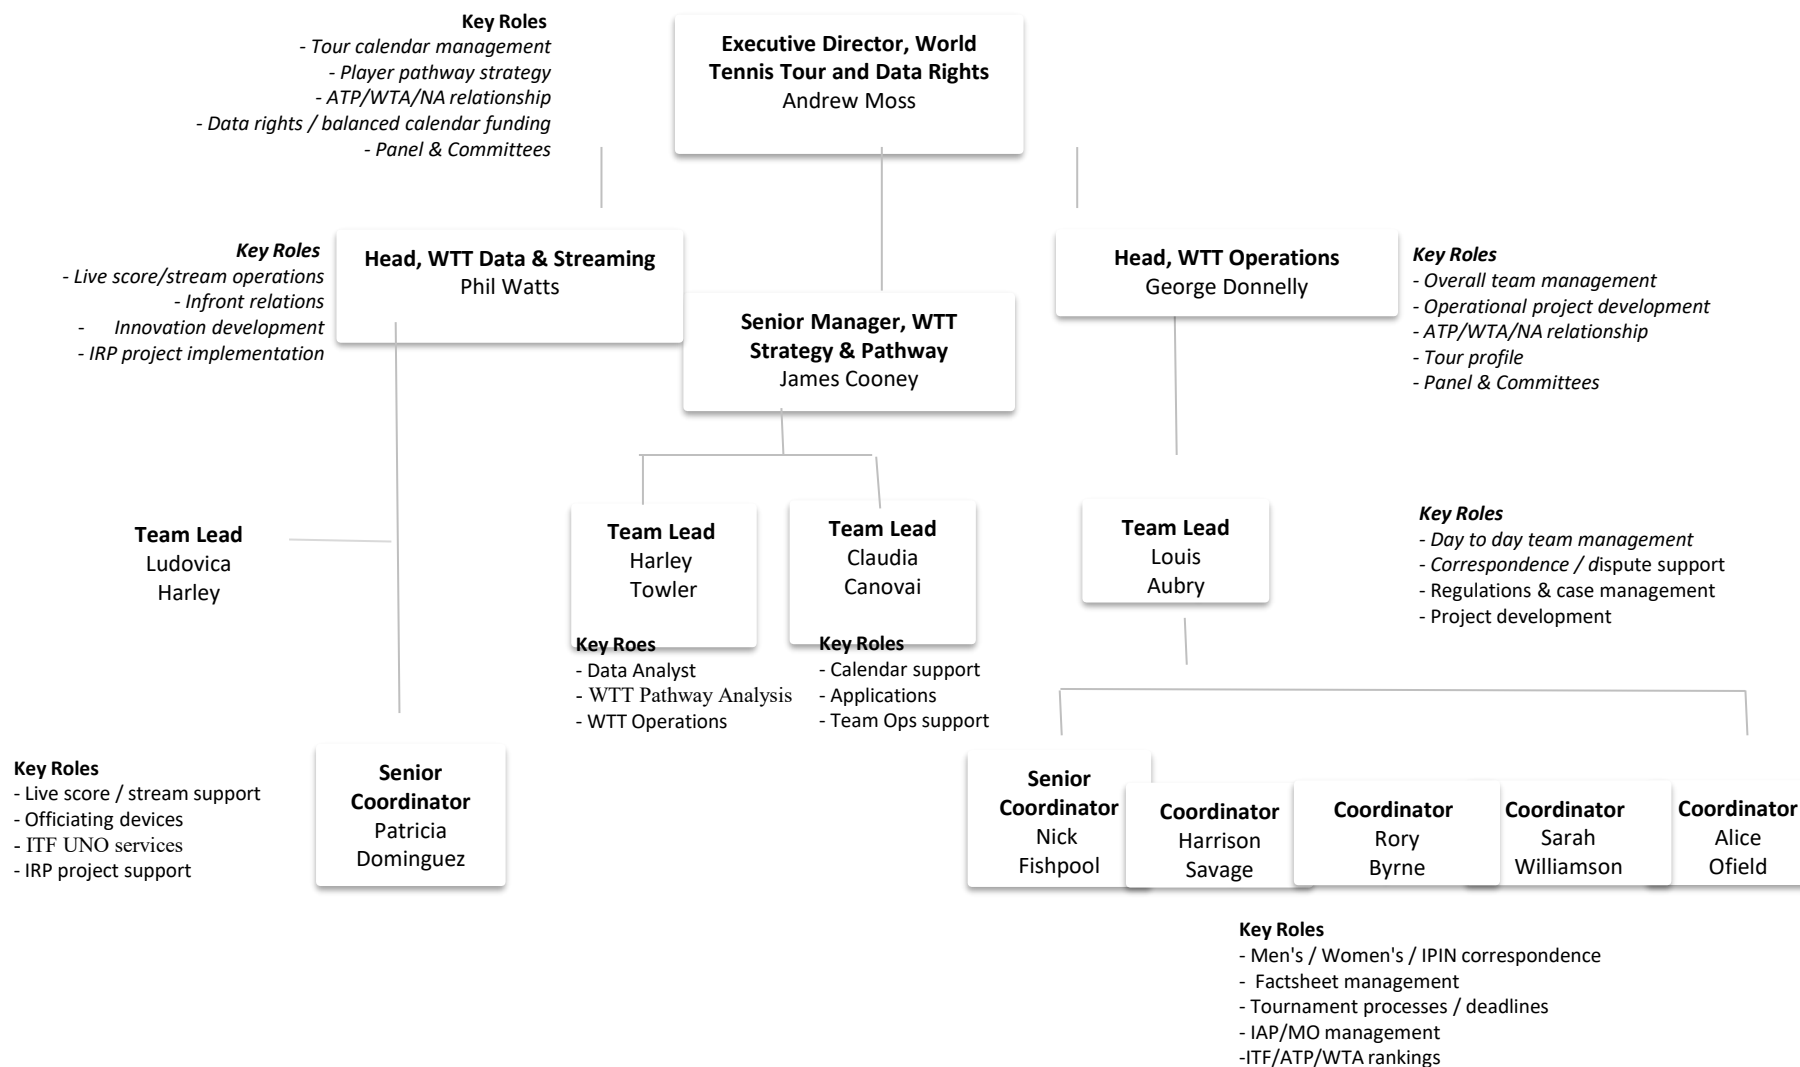 Key Roles
- Tour calendar management
- Player pathway strategy
- ATP/WTA/NA relationship
- Data rights / balanced calendar funding
- Panel & Committees
Executive Director, World
Tennis Tour and Data Rights
Andrew Moss
Key Roles
- Live score/stream operations
- Infront relations
- Innovation development
- IRP project implementation
Head, WTT Data & Streaming
Phil Watts
Senior Manager, WTT
Strategy & Pathway
James Cooney
Head, WTT Operations
George Donnelly
Key Roles
- Overall team management
- Operational project development
- ATP/WTA/NA relationship
- Tour profile
- Panel & Committees
Team Lead
Ludovica
Harley
Team Lead
Harley
Towler
Key Roes
- Data Analyst
- WTT Pathway Analysis
- WTT Operations
Team Lead
Claudia
Canovai
Key Roles
- Calendar support
- Applications
- Team Ops support
Team Lead
Louis
Aubry
Key Roles
- Day to day team management
- Correspondence / dispute support
- Regulations & case management
- Project development
Key Roles
- Live score / stream support
- Officiating devices
- ITF UNO services
- IRP project support
Senior
Coordinator
Patricia
Dominguez
Senior
Coordinator
Nick
Fishpool
Coordinator
Harrison
Savage
Coordinator
Rory
Byrne
Coordinator
Sarah
Williamson
Coordinator
Alice
Ofield
Key Roles
- Men's / Women's / IPIN correspondence
- Factsheet management
- Tournament processes / deadlines
- IAP/MO management
-ITF/ATP/WTA rankings